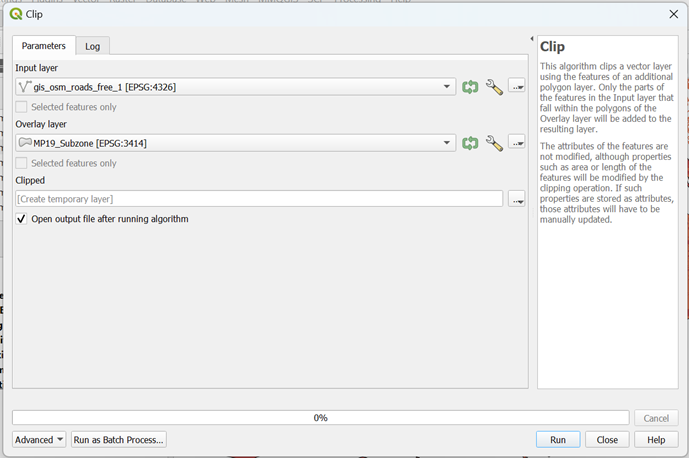 Clip
Parameters
Log
Input layer
gis_osm_roads_free_1 [EPSG:4326]
...
Selected features only
Overlay layer
MP19_Subzone [EPSG:3414]
...
Selected features only
Clipped
[Create temporary layer]
...
Open output file after running algorithm
Clip
This algorithm clips a vector layer
using the features of an additional
polygon layer. Only the parts of
the features in the Input layer that
fall within the polygons of the
Overlay layer will be added to the
resulting layer.
The attributes of the features are
not modified, although properties
such as area or length of the
features will be modified by the
clipping operation. If such
properties are stored as attributes,
those attributes will have to be
manually updated.
0%
Cancel
Advanced
Run as Batch Process...
Run
Close
Help